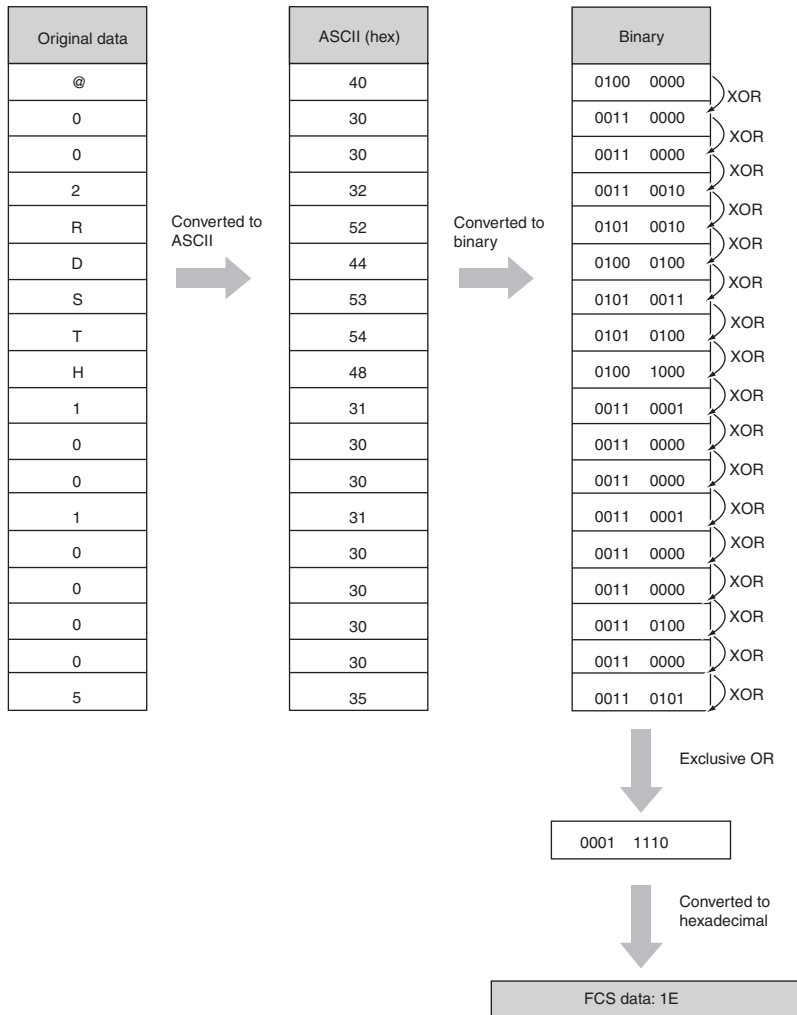 Original data ASCII (hex) Binary
@ 40 0100 0000
XOR
0 30 0011 0000
XOR
0 30 0011 0000
XOR
2 32 0011 0010
XOR
R 52 0101 0010
XOR
D 44 0100 0100
XOR
S 53 0101 0011
XOR
T 54 0101 0100
XOR
H 48 0100 1000
XOR
1 31 0011 0001
XOR
0 30 0011 0000
XOR
0 30 0011 0000
XOR
1 31 0011 0001
XOR
0 30 0011 0000
XOR
0 30 0011 0000
XOR
0 30 0011 0100
XOR
0 30 0011 0000
XOR
5 35 0011 0101
Converted to
ASCII
Converted to
binary
Exclusive OR
0001 1110
Converted to
hexadecimal
FCS data: 1E